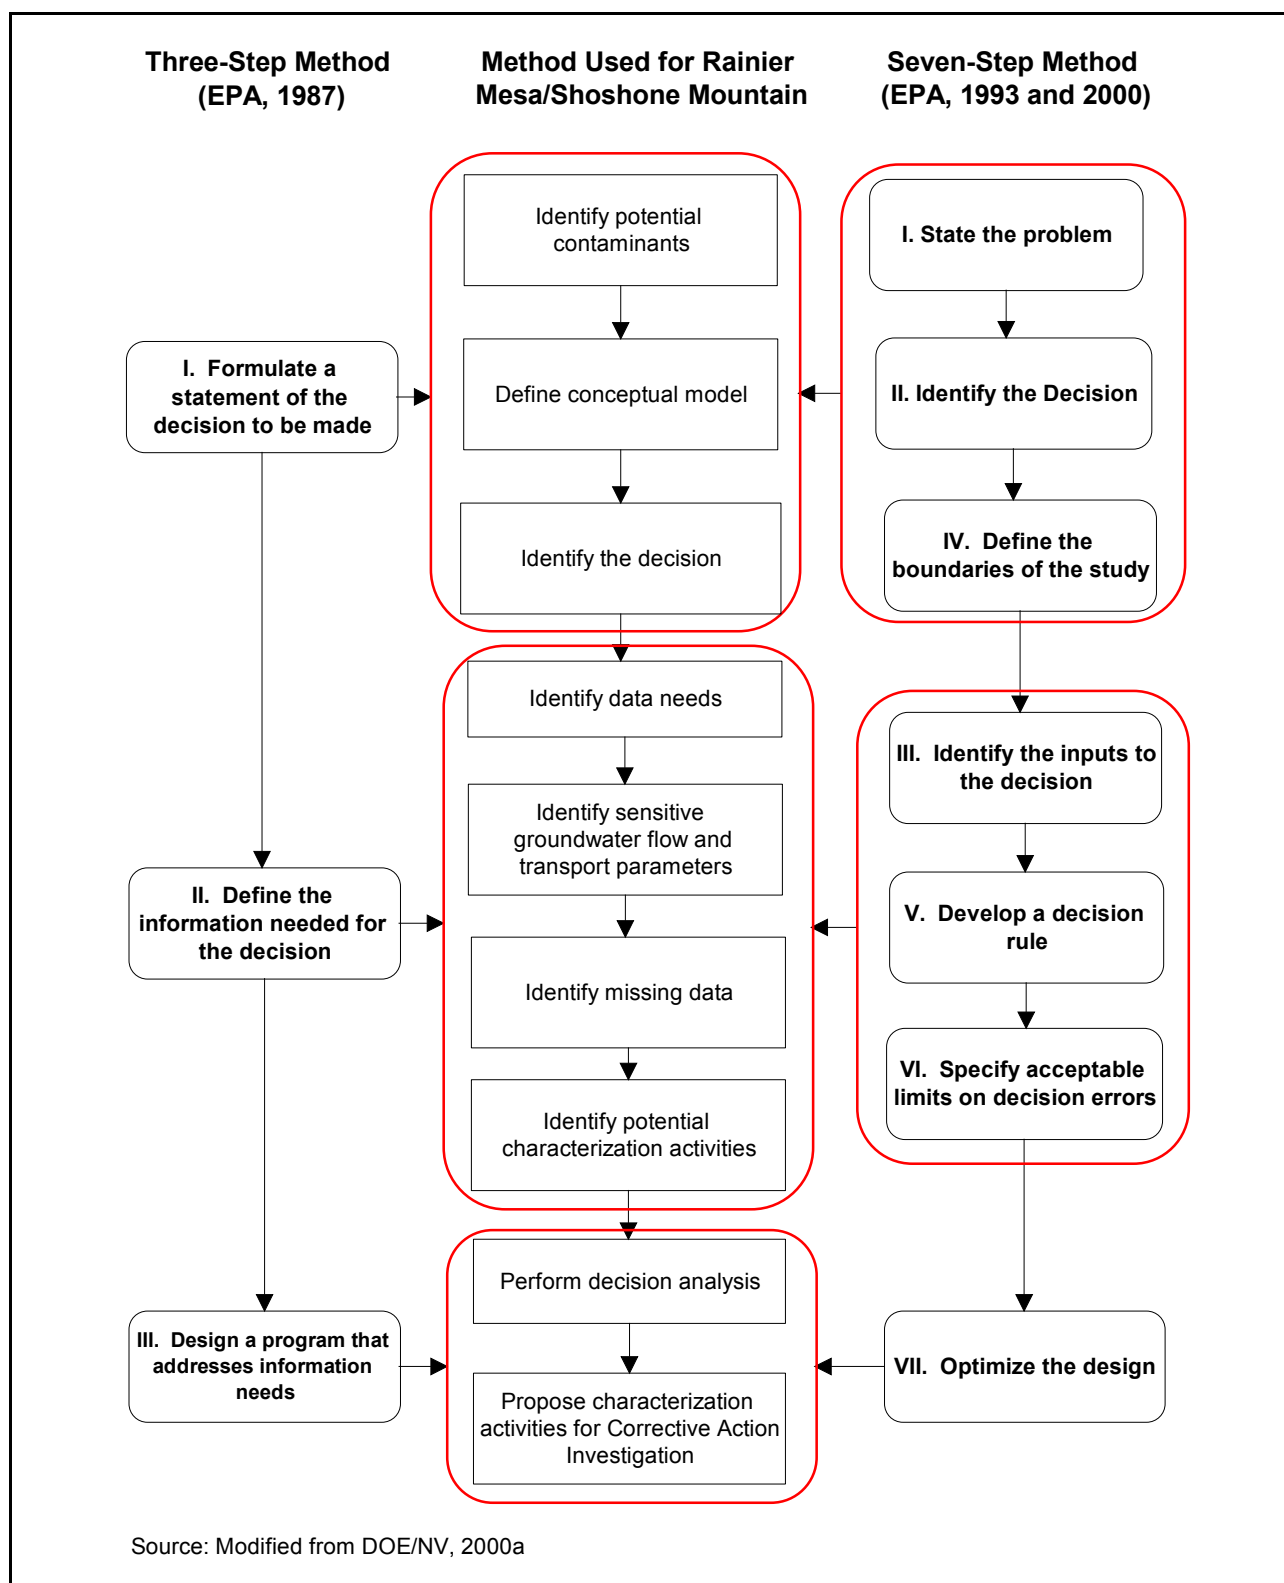 Three-Step Method
(EPA, 1987)
Method Used for Rainier
Mesa/Shoshone Mountain
Seven-Step Method
(EPA, 1993 and 2000)
I. Formulate a
statement of the
decision to be made
II. Define the
information needed for
the decision
III. Design a program that
addresses information
needs
Identify potential
contaminants
Define conceptual model
Identify the decision
Identify data needs
Identify sensitive
groundwater flow and
transport parameters
Identify missing data
Identify potential
characterization activities
Perform decision analysis
Propose characterization
activities for Corrective Action
Investigation
I. State the problem
II. Identify the Decision
IV. Define the
boundaries of the study
III. Identify the inputs to
the decision
V. Develop a decision
rule
VI. Specify acceptable
limits on decision errors
VII. Optimize the design
Source: Modified from DOE/NV, 2000a